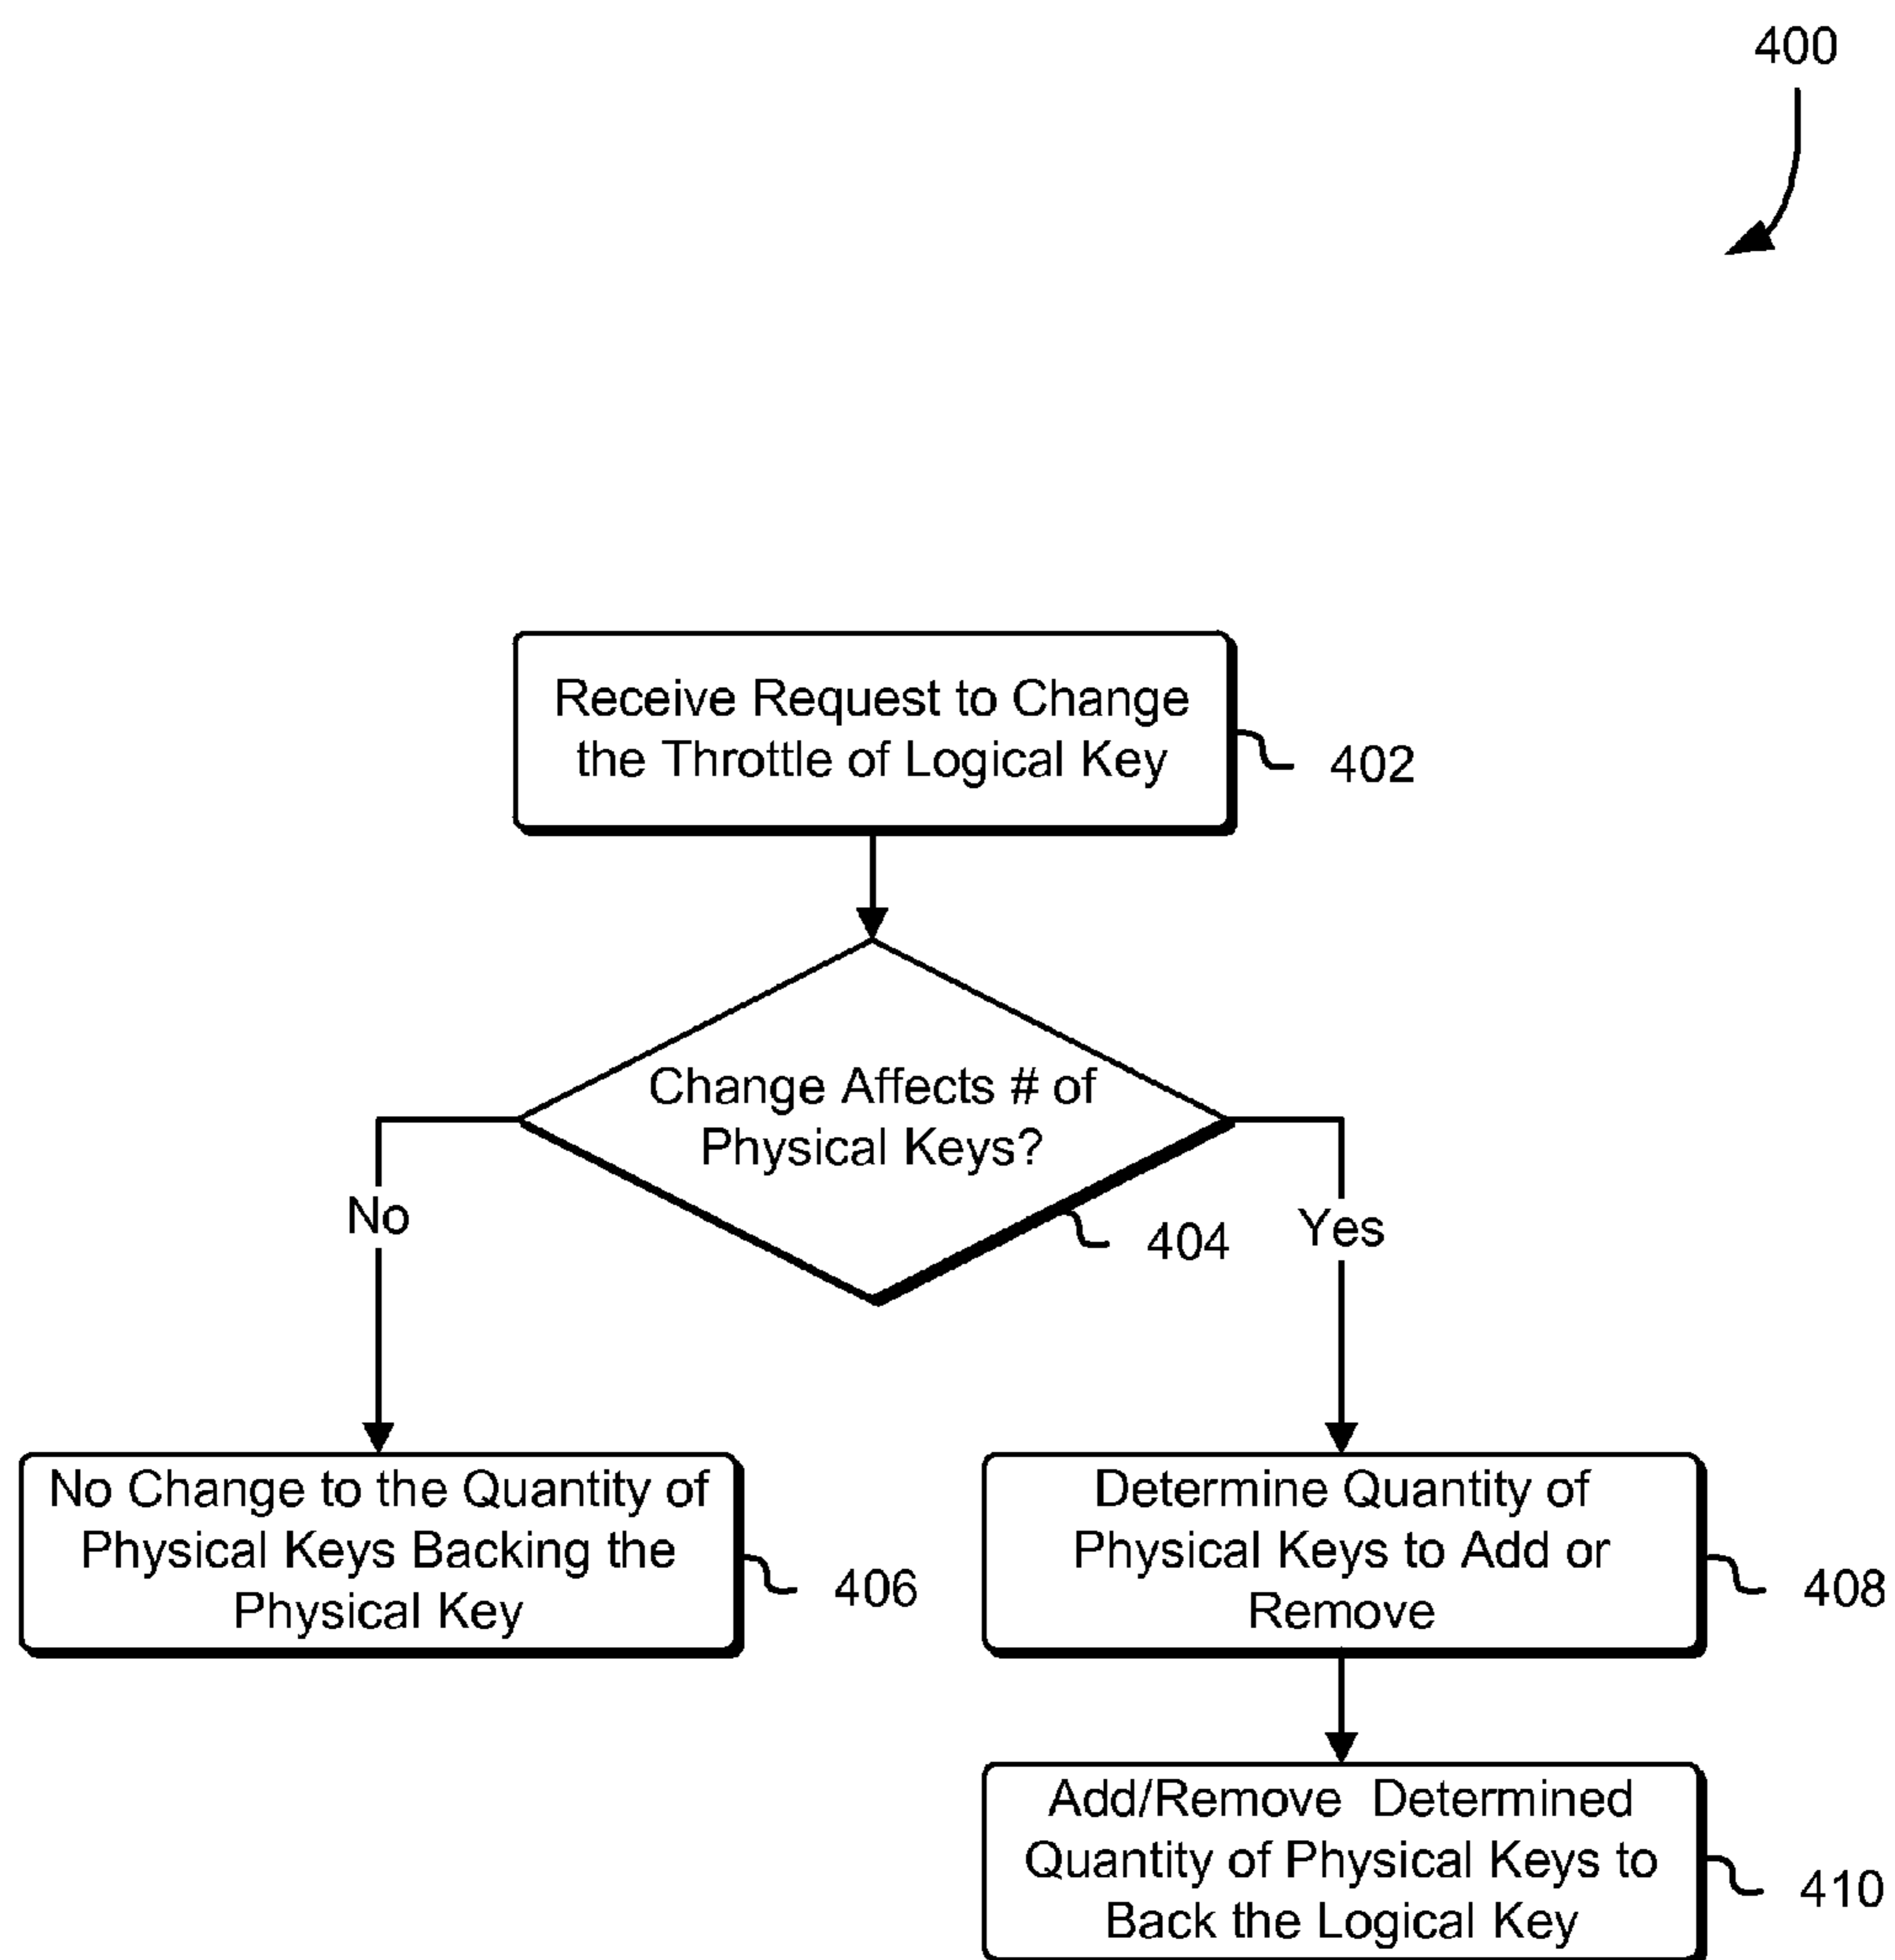 400
Receive Request to Change
the Throttle of Logical Key
402
Change Affects # of
Physical Keys?
404
No
Yes
No Change to the Quantity of
Physical Keys Backing the
Physical Key
406
Determine Quantity of
Physical Keys to Add or
Remove
408
Add/Remove Determined
Quantity of Physical Keys to
Back the Logical Key
410